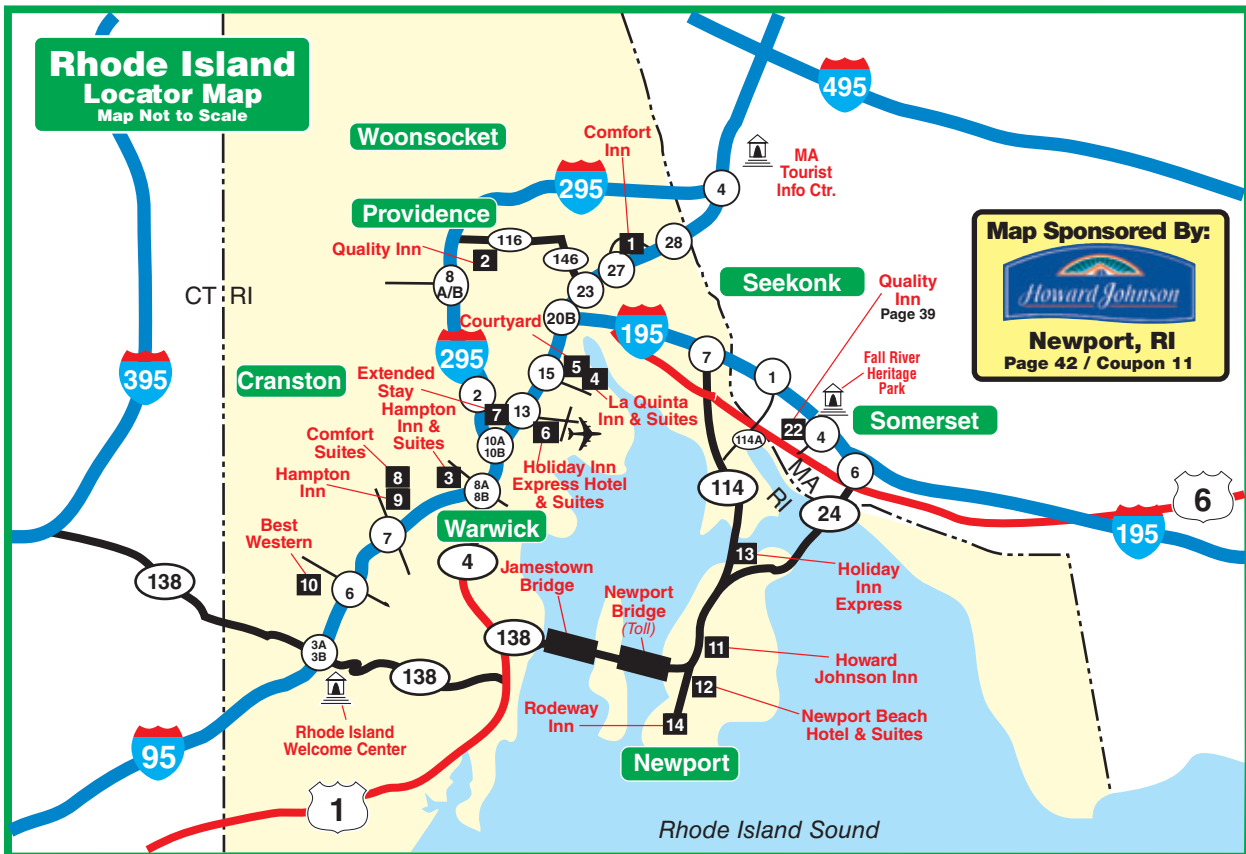 Rhode Island
Locator Map
Map Not to Scale
495
Woonsocket
Comfort
Inn
MA
Tourist
Info Ctr.
295
4
Providence
116
1
28
Quality Inn
2
146
27
8
A/B
23
CT
RI
Seekonk
Quality
Inn
Page 39
Map Sponsored By:
Howard Johnson
Newport, RI
Page 42 / Coupon 11
Courtyard
20B
195
295
7
395
Cranston
Extended
Stay
Hampton
Inn &
Suites
15
5
4
1
Fall River
Heritage
Park
2
7
13
La Quinta
Inn & Suites
Somerset
22
4
6
114A
Comfort
Suites
10A
10B
Holiday Inn
Express Hotel
& Suites
8
3
8A
8B
Hampton
Inn
9
MA
RI
6
114
24
6
195
Best
Western
7
Warwick
4
Jamestown
Bridge
Newport
Bridge
(Toll)
13
Holiday
Inn
Express
138
10
6
138
11
Howard
Johnson Inn
3A
3B
138
12
Newport Beach
Hotel & Suites
Rodeway
Inn
14
Rhode Island
Welcome Center
95
Newport
1
Rhode Island Sound